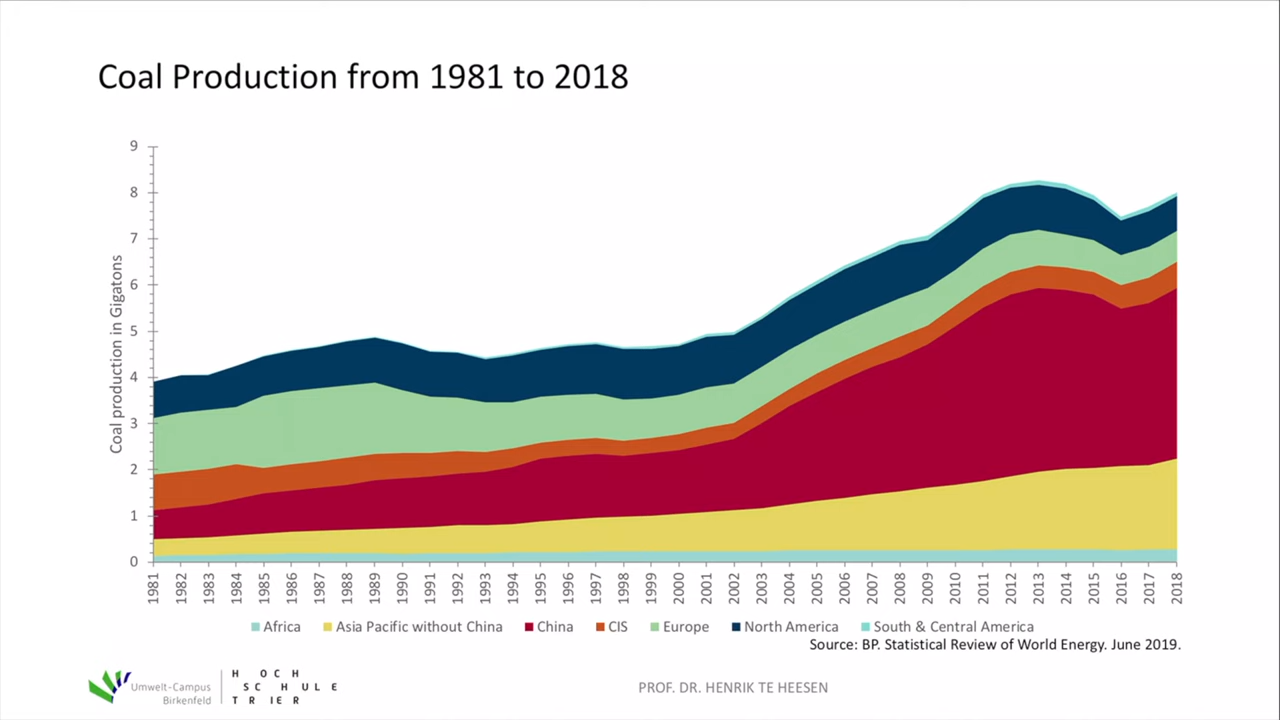 Coal Production from 1981 to 2018
Coal production in Gigatons
9
8
7
6
5
4
3
2
1
0
1981 1982 1983 1984 1985 1986 1987 1988 1989 1990 1991 1992 1993 1994 1995 1996 1997 1998 1999 2000 2001 2002 2003 2004 2005 2006 2007 2008 2009 2010 2011 2012 2013 2014 2015 2016 2017 2018
Africa Asia Pacific without China China CIS Europe North America South & Central America
Source: BP. Statistical Review of World Energy. June 2019.
Umwelt-Campus
Birkenfeld
H O C H
S C H U L E
T R I E R
PROF. DR. HENRIK TE HEESEN